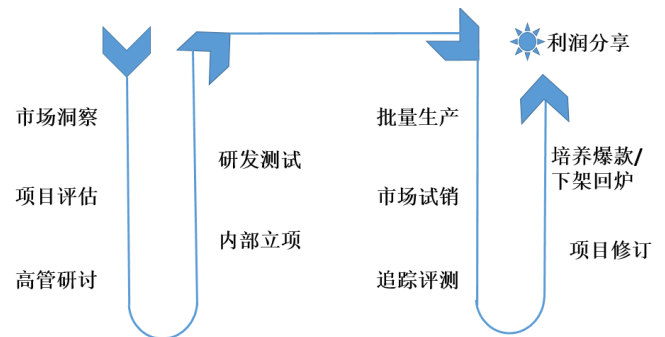 市场洞察
项目评估
高管研讨
内部立项
研发测试
批量生产
市场试销
追踪评测
项目修订
培养爆款/
下架回炉
利润分享